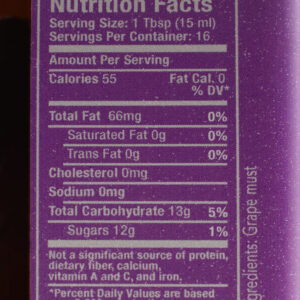 Nutrition Facts
Serving Size: 1 Tbsp (15 ml)
Servings Per Container: 16
Amount Per Serving
Calories 55 Fat Cal. 0
% DV*
Total Fat 66mg 0%
Saturated Fat 0g 0%
Trans Fat 0g 0%
Cholesterol 0mg
Sodium 0mg
Total Carbohydrate 13g 5%
Sugars 12g 1%
Not a significant source of protein,
dietary fiber, calcium,
vitamin A and C, and iron.
*Percent Daily Values are based
gredients: Grape must